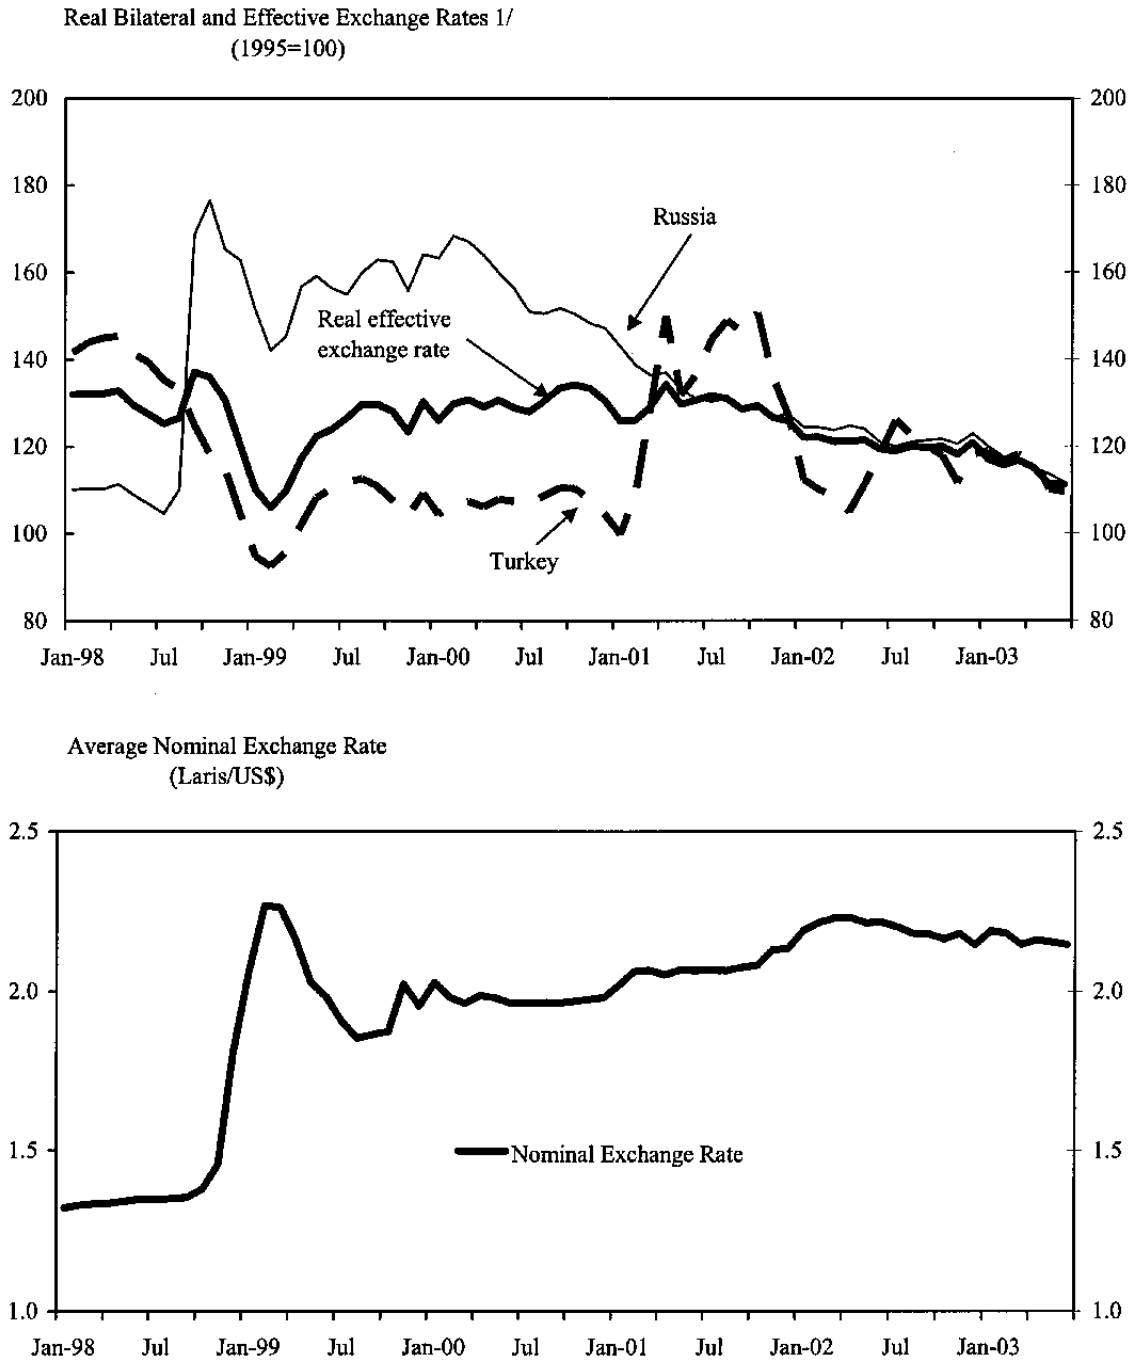 Real Bilateral and Effective Exchange Rates 1/
(1995=100)
200 200
180 180
Russia
160 160
Real effective
exchange rate
140 140
120 120
100 100
Turkey
80 80
Jan-98 Jul Jan-99 Jul Jan-00 Jul Jan-01 Jul Jan-02 Jul Jan-03
Average Nominal Exchange Rate
(Laris/US$)
2.5 2.5
2.0 2.0
1.5 1.5
Nominal Exchange Rate
1.0 1.0
Jan-98 Jul Jan-99 Jul Jan-00 Jul Jan-01 Jul Jan-02 Jul Jan-03